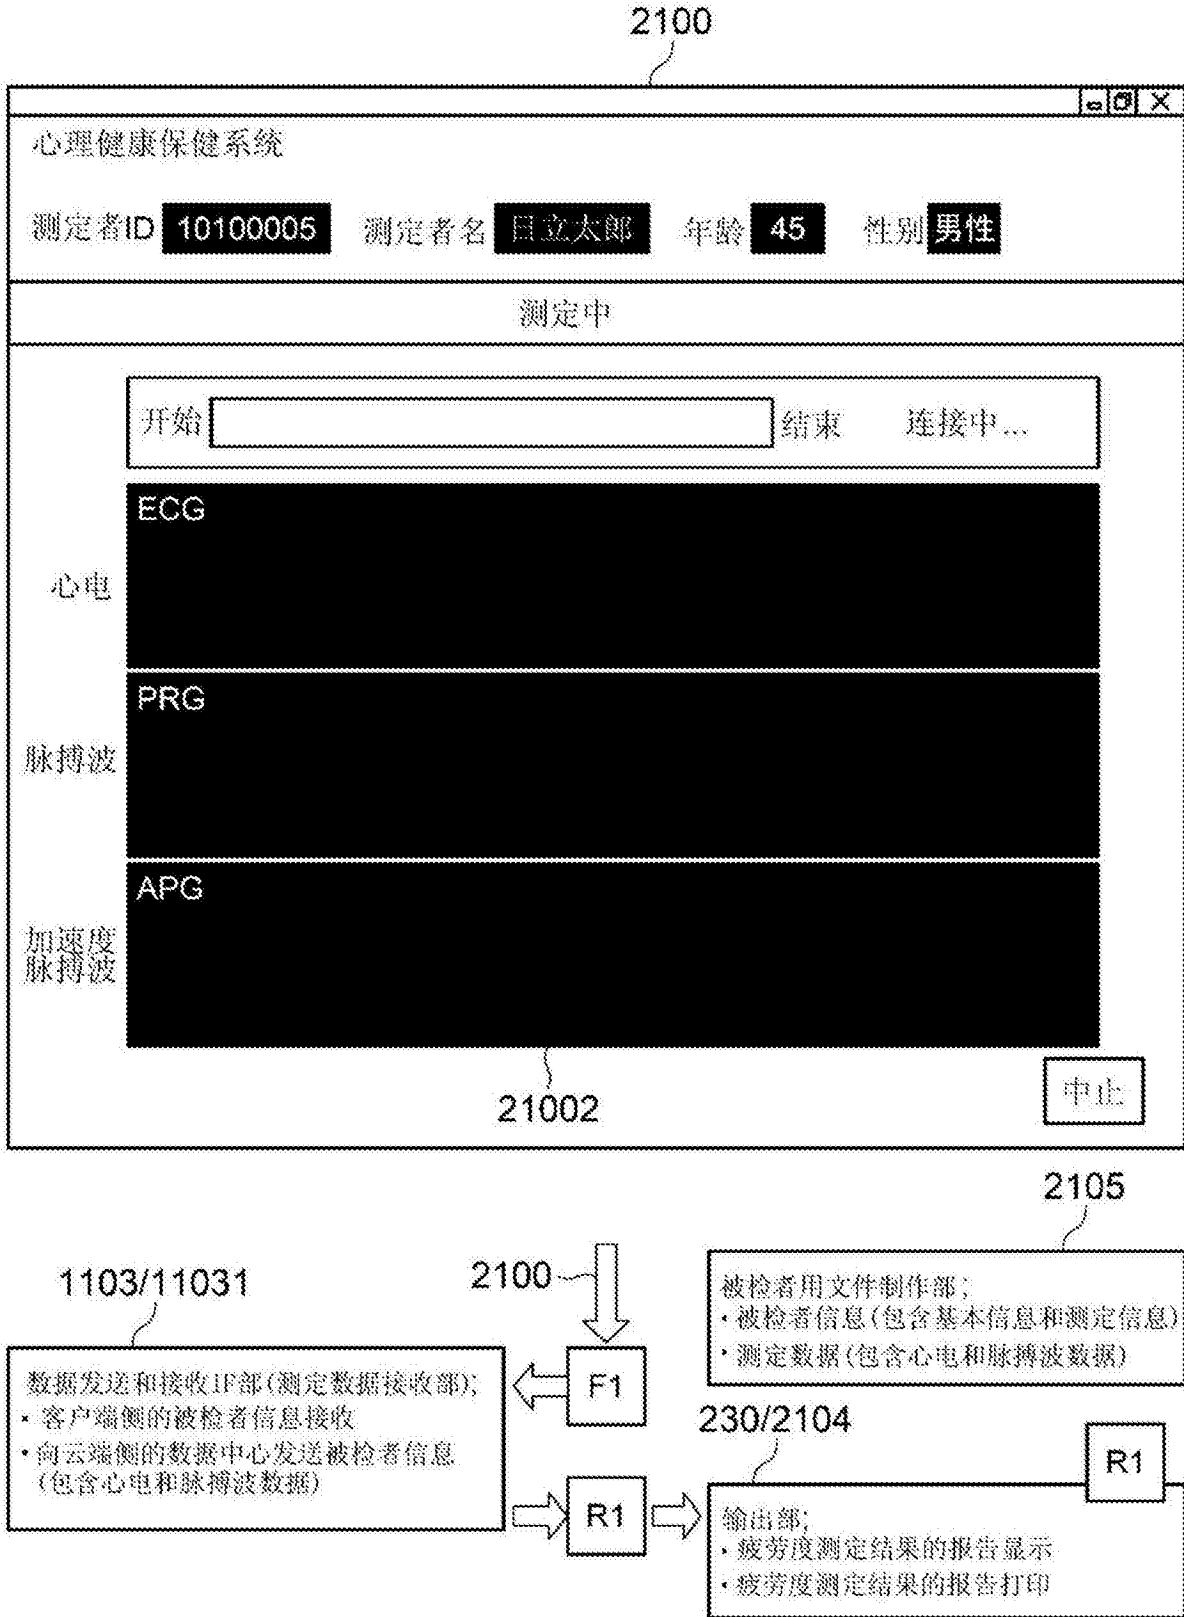 2100
心理健康保健系统
测定者ID 10100005 测定者名 日立太郎 年龄 45 性别 男性
测定中
开始 结束 连接中...
ECG
心电
PRG
脉搏波
APG
加速度
脉搏波
21002
中止
2105
1103/11031
2100
被检者用文件制作部;
·被检者信息(包含基本信息和测定信息)
·测定数据(包含心电和脉搏波数据)
F1
数据发送和接收IF部(测定数据接收部);
·客户端侧的被检者信息接收
·向云端侧的数据中心发送被检者信息
(包含心电和脉搏波数据)
230/2104
R1
R1
输出部;
·疲劳度测定结果的报告显示
·疲劳度测定结果的报告打印